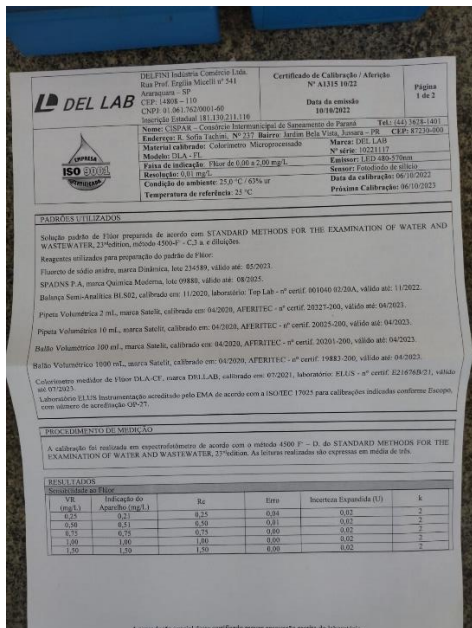 DEL LAB
DELFINI Indústria Comércio Ltda.
Rua Prof. Ergília Micelli nº 541
Araraquara – SP
CEP: 14808 – 110
CNPJ: 01.061.762/0001-60
Inscrição Estadual 181.130.211.110
Certificado de Calibração / Aferição
Nº A1315 10/22
Data da emissão
10/10/2022
Página
1 de 2
EMPRESA
ISO 9001
CERTIFICADA
Nome: CISPAR – Consórcio Intermunicipal de Saneamento do Paraná Tel.: (44) 3628-1401
Endereço: R. Sofia Tachini, Nº 237 Bairro: Jardim Bela Vista, Jussara – PR CEP: 87230-000
Material calibrado: Colorímetro Microprocessado Marca: DEL LAB
Modelo: DLA - FL Nº série: 10221117
Faixa de indicação: Flúor de 0,00 a 2,00 mg/L Emissor: LED 480-570nm
Resolução: 0,01 mg/L Sensor: Fotodiodo de silício
Condição do ambiente: 25,0 ºC / 63% ur Data da calibração: 06/10/2022
Temperatura de referência: 25 ºC Próxima Calibração: 06/10/2023
PADRÕES UTILIZADOS
Solução padrão de Flúor preparada de acordo com STANDARD METHODS FOR THE EXAMINATION OF WATER AND
WASTEWATER, 23ªedition, método 4500-F - C,3 a. e diluições.
Reagentes utilizados para preparação do padrão de Flúor:
Fluoreto de sódio anidro, marca Dinâmica, lote 234589, válido até: 05/2023.
SPADNS P.A, marca Química Moderna, lote 09880, válido até: 08/2025.
Balança Semi-Analítica BL502, calibrado em: 11/2020, laboratório: Top Lab - nº certif. 001040 02/20A, válido até: 11/2022.
Pipeta Volumétrica 2 mL, marca Satelit, calibrado em: 04/2020, AFERITEC - nº certif: 20327-200, válido até: 04/2023.
Pipeta Volumétrica 10 mL, marca Satelit, calibrado em: 04/2020, AFERITEC - nº certif: 20025-200, válido até: 04/2023.
Balão Volumétrico 100 mL, marca Satelit, calibrado em: 04/2020, AFERITEC - nº certif. 20201-200, válido até: 04/2023.
Balão Volumétrico 1000 mL, marca Satelit, calibrado em: 04/2020, AFERITEC - nº certif: 19883-200, válido até: 04/2023.
Colorímetro medidor de Flúor DLA-CF, marca DELLAB, calibrado em: 07/2021, laboratório: ELUS - nº certif: E21676B/21, válido
até 07/2023.
Laboratório ELUS Instrumentação acreditado pelo EMA de acordo com a ISO/TEC 17025 para calibrações indicadas conforme Escopo,
com número de acreditação OP-27.
PROCEDIMENTO DE MEDIÇÃO
A calibração foi realizada em espectrofotômetro de acordo com o método 4500 F - D. do STANDARD METHODS FOR THE
EXAMINATION OF WATER AND WASTEWATER, 23ªedition. As leituras realizadas são expressas em média de três.
RESULTADOS
Sensibilidade ao Flúor
VR (mg/L) Indicação do Aparelho (mg/L) Re Erro Incerteza Expandida (U) k
0,25 0,21 0,25 0,04 0,02 2
0,50 0,51 0,50 0,01 0,02 2
0,75 0,75 0,75 0,00 0,02 2
1,00 1,00 1,00 0,00 0,02 2
1,50 1,50 1,50 0,00 0,02 2